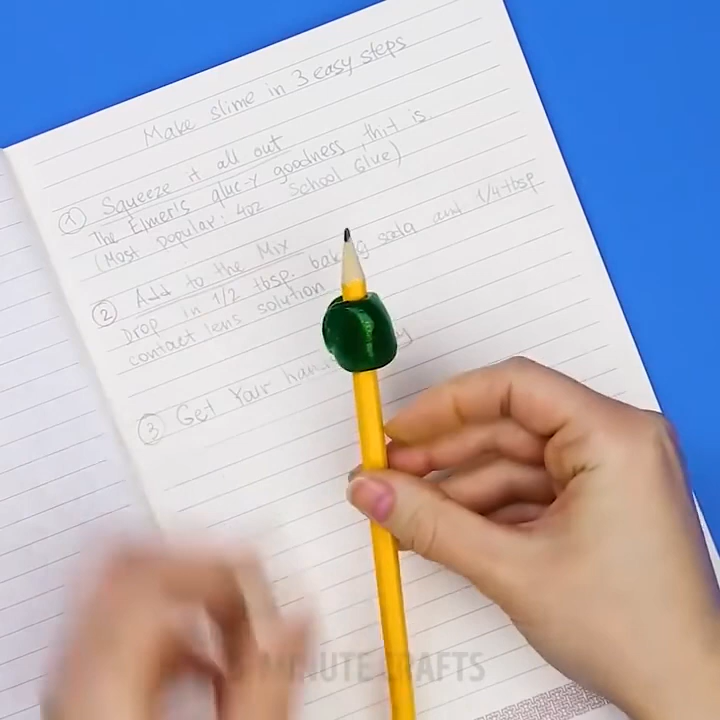 Make slime in 3 easy steps
① Squeeze it all out
The Elmer's glue-y goodness thit is.
(Most popular: 4oz School Glue)
② Add to the Mix
Drop in 1/2 tbsp. baking soda and 1/4 tbsp
contact lens solution
③ Get Your
MINUTE CRAFTS